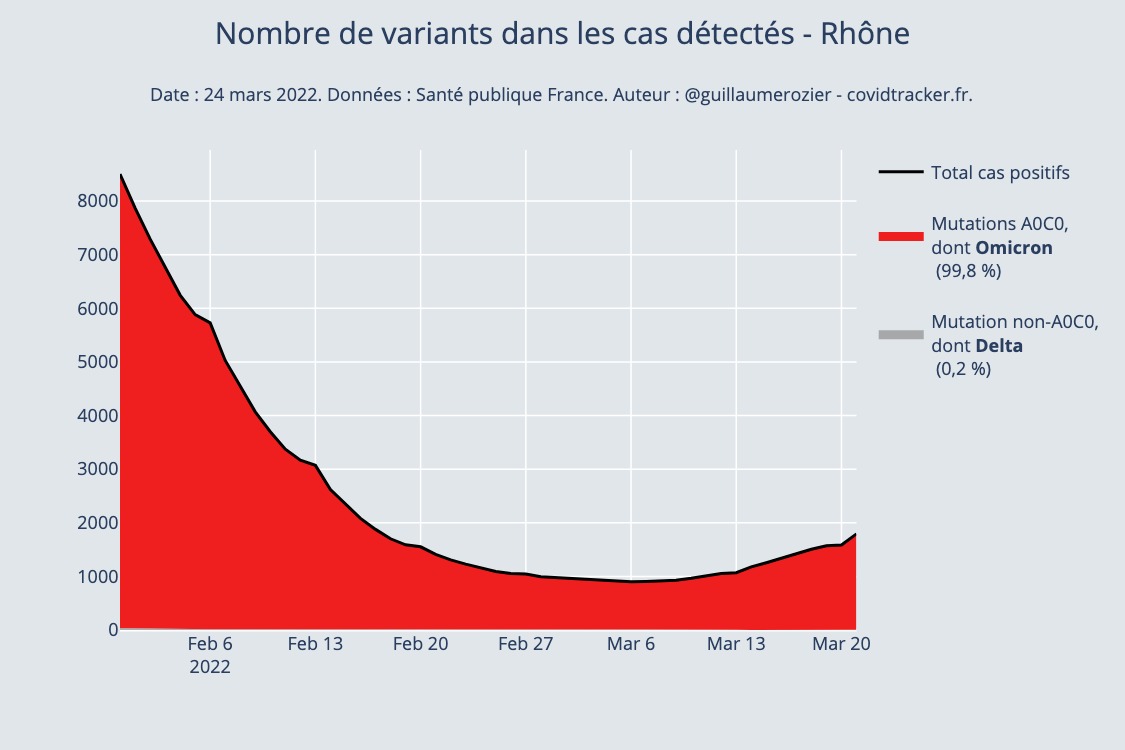 Nombre de variants dans les cas détectés - Rhône
Date : 24 mars 2022. Données : Santé publique France. Auteur : @guillaumerozier - covidtracker.fr.
Total cas positifs
Mutations A0C0,
dont Omicron
(99,8 %)
Mutation non-A0C0,
dont Delta
(0,2 %)
8000
7000
6000
5000
4000
3000
2000
1000
0
Feb 6 Feb 13 Feb 20 Feb 27 Mar 6 Mar 13 Mar 20
2022